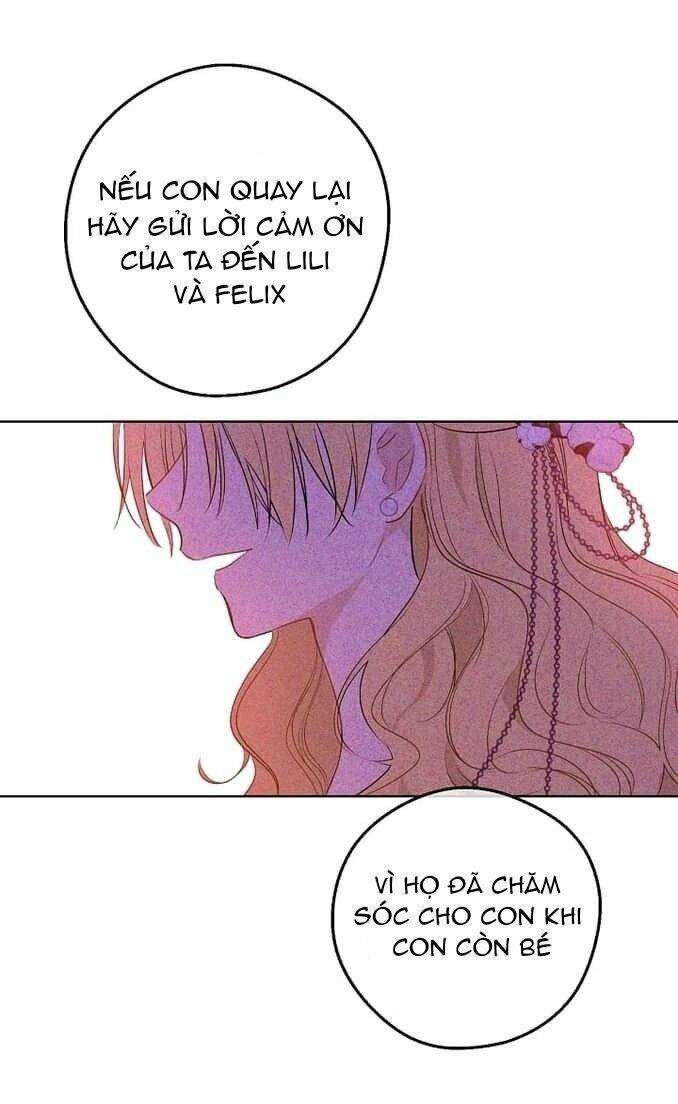 NẾU CON QUAY LẠI
HÃY GỬI LỜI CẢM ƠN
CỦA TA ĐẾN LILI
VÀ FELIX
VÌ HỌ ĐÃ CHĂM
SÓC CHO CON KHI
CON CÒN BÉ